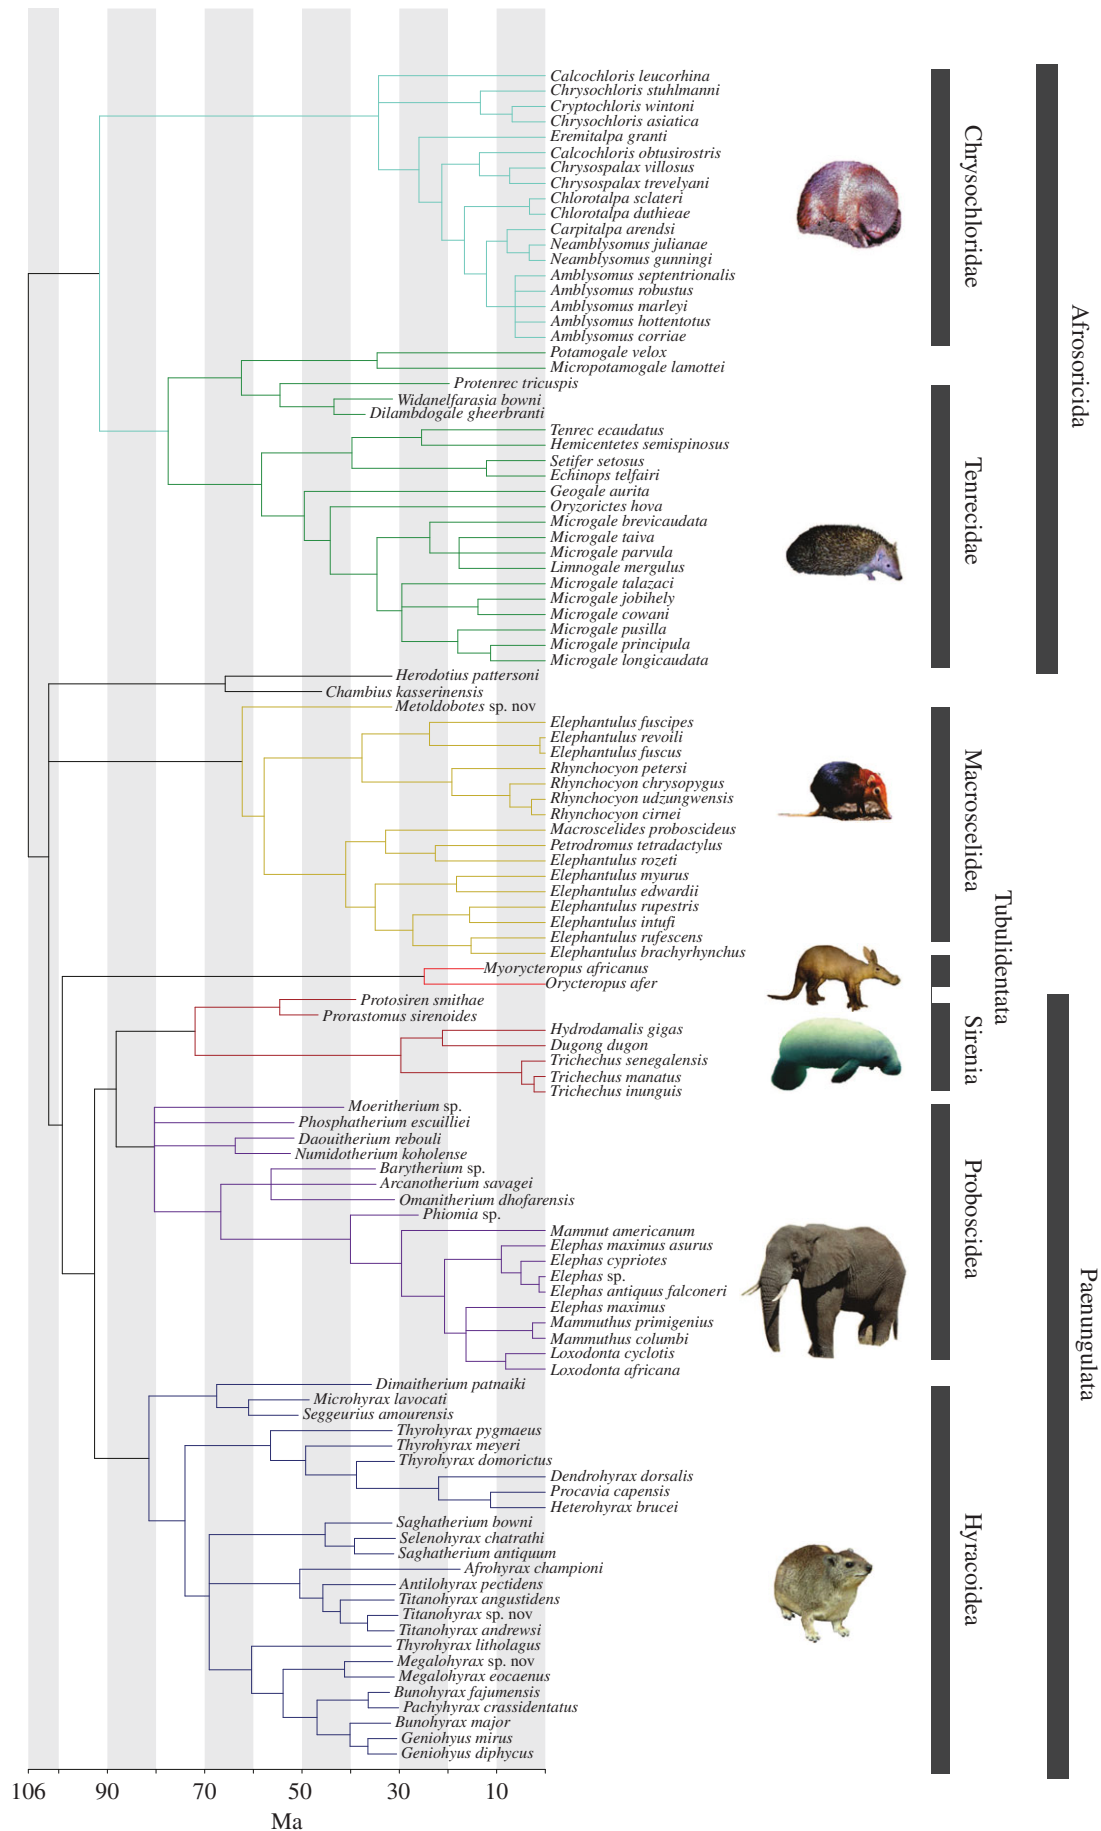 Calcochloris leucorhina
Chrysochloris stuhlmanni
Cryptochloris wintoni
Chrysochloris asiatica
Eremitalpa granti
Calcochloris obtusirostris
Chrysospalax villosus
Chrysospalax trevelyani
Chlorotalpa sclateri
Chlorotalpa duthieae
Carpitalpa arendsi
Neamblysomus julianae
Neamblysomus gunningi
Amblysomus septentrionalis
Amblysomus robustus
Amblysomus marleyi
Amblysomus hottentotus
Amblysomus corriae
Potamogale velox
Micropotamogale lamottei
Protenrec tricuspis
Widanelfarasia bowni
Dilambdogale gheerbranti
Tenrec ecaudatus
Hemicentetes semispinosus
Setifer setosus
Echinops telfairi
Geogale aurita
Oryzorictes hova
Microgale brevicaudata
Microgale taiva
Microgale parvula
Limnogale mergulus
Microgale talazaci
Microgale jobihely
Microgale cowani
Microgale pusilla
Microgale principula
Microgale longicaudata
Herodotius pattersoni
Chambius kasserinensis
Metoldobotes sp. nov
Elephantulus fuscipes
Elephantulus revoili
Elephantulus fuscus
Rhynchocyon petersi
Rhynchocyon chrysopygus
Rhynchocyon udzungwensis
Rhynchocyon cirnei
Macroscelides proboscideus
Petrodromus tetradactylus
Elephantulus rozeti
Elephantulus myurus
Elephantulus edwardii
Elephantulus rupestris
Elephantulus intufi
Elephantulus rufescens
Elephantulus brachyrhynchus
Myorycteropus africanus
Orycteropus afer
Protosiren smithae
Prorastomus sirenoides
Hydrodamalis gigas
Dugong dugon
Trichechus senegalensis
Trichechus manatus
Trichechus inunguis
Moeritherium sp.
Phosphatherium escuilliei
Daouitherium rebouli
Numidotherium koholense
Barytherium sp.
Arcanotherium savagei
Omanitherium dhofarensis
Phiomia sp.
Mammut americanum
Elephas maximus asurus
Elephas cypriotes
Elephas sp.
Elephas antiquus falconeri
Elephas maximus
Mammuthus primigenius
Mammuthus columbi
Loxodonta cyclotis
Loxodonta africana
Dimaitherium patnaiki
Microhyrax lavocati
Seggeurius amourensis
Thyrohyrax pygmaeus
Thyrohyrax meyeri
Thyrohyrax domorictus
Dendrohyrax dorsalis
Procavia capensis
Heterohyrax brucei
Saghatherium bowni
Selenohyrax chatrathi
Saghatherium antiquum
Afrohyrax championi
Antilohyrax pectidens
Titanohyrax angustidens
Titanohyrax sp. nov
Titanohyrax andrewsi
Thyrohyrax litholagus
Megalohyrax sp. nov
Megalohyrax eocaenus
Bunohyrax fajumensis
Pachyhyrax crassidentatus
Bunohyrax major
Geniohyus mirus
Geniohyus diphycus
106 90 70 50 30 10
Ma
Chrysochloridae
Tenrecidae
Macroscelidea
Tubulidentata
Sirenia
Proboscidea
Hyracoidea
Afrosoricida
Paenungulata